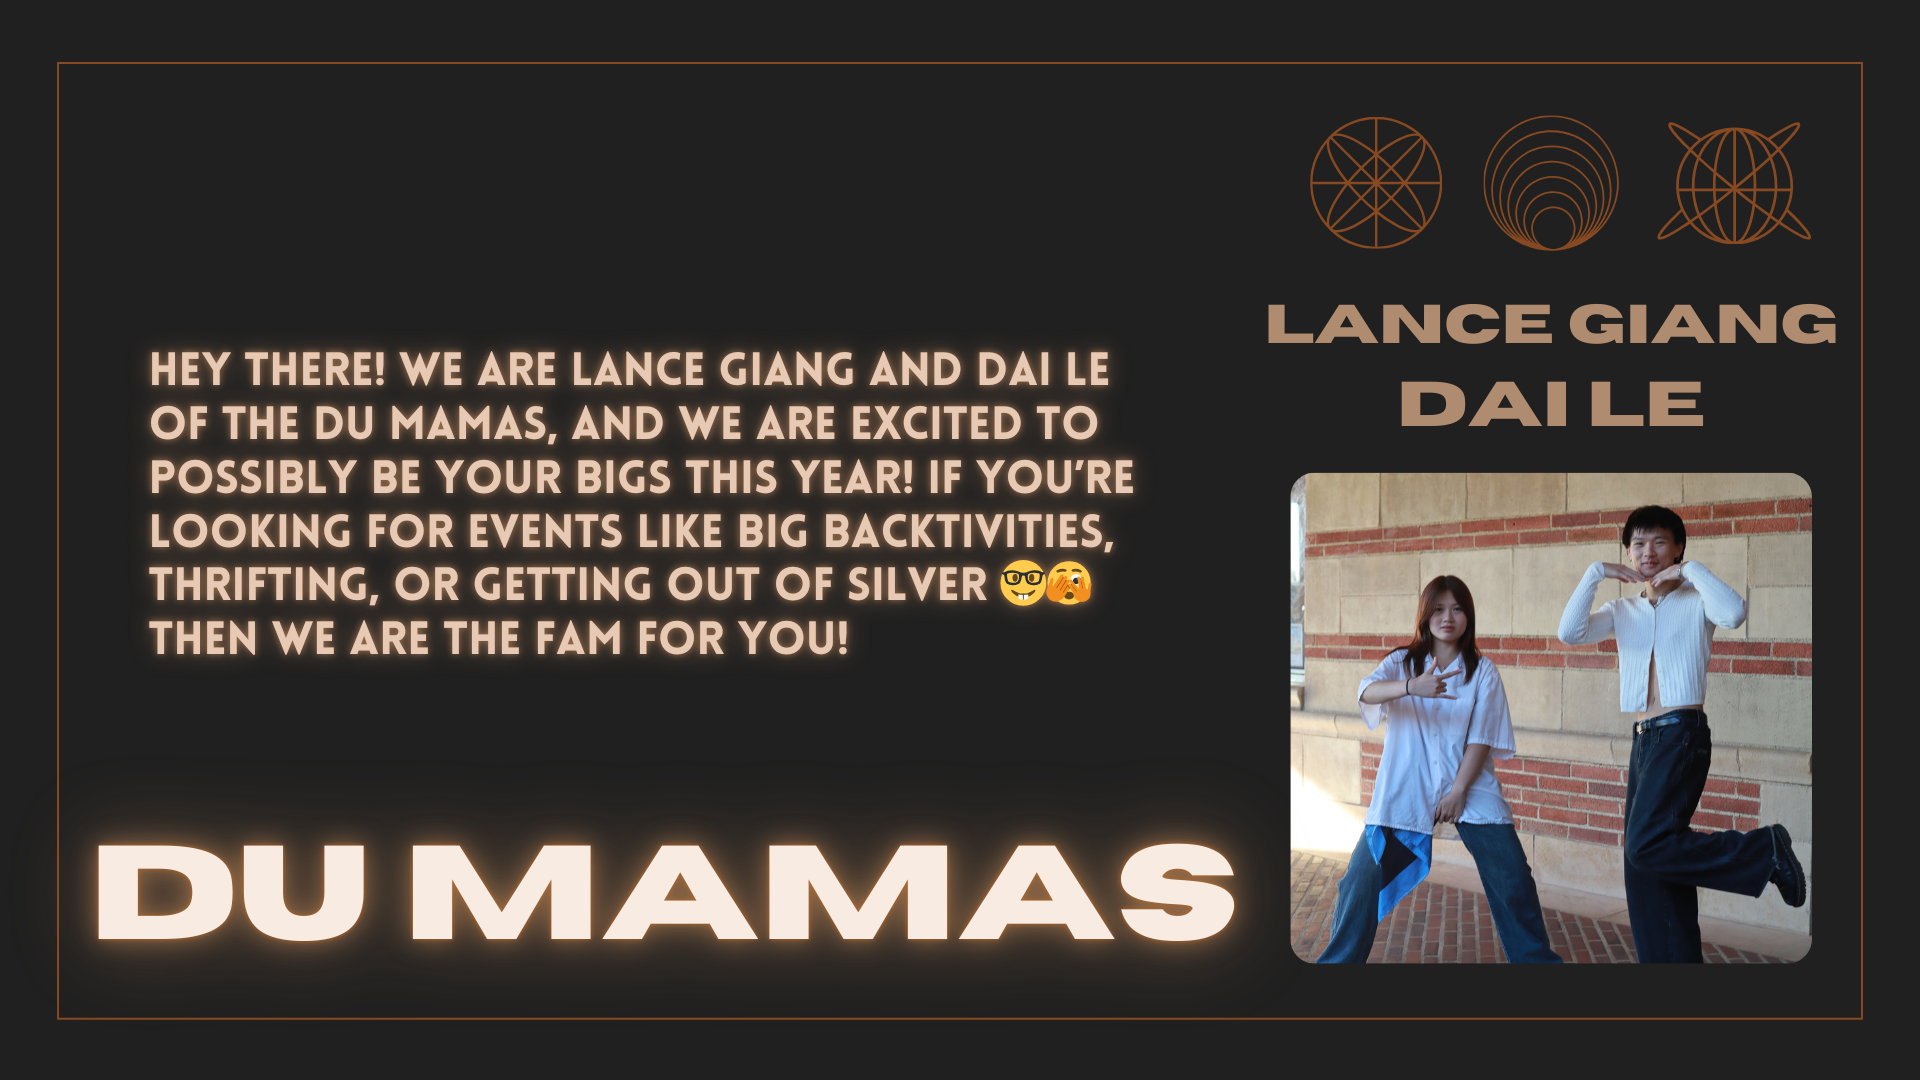 LANCE GIANG
DAI LE
HEY THERE! WE ARE LANCE GIANG AND DAI LE
OF THE DU MAMAS, AND WE ARE EXCITED TO
POSSIBLY BE YOUR BIGS THIS YEAR! IF YOU’RE
LOOKING FOR EVENTS LIKE BIG BACKTIVITIES,
THRIFTING, OR GETTING OUT OF SILVER 🤓🫣
THEN WE ARE THE FAM FOR YOU!
DU MAMAS